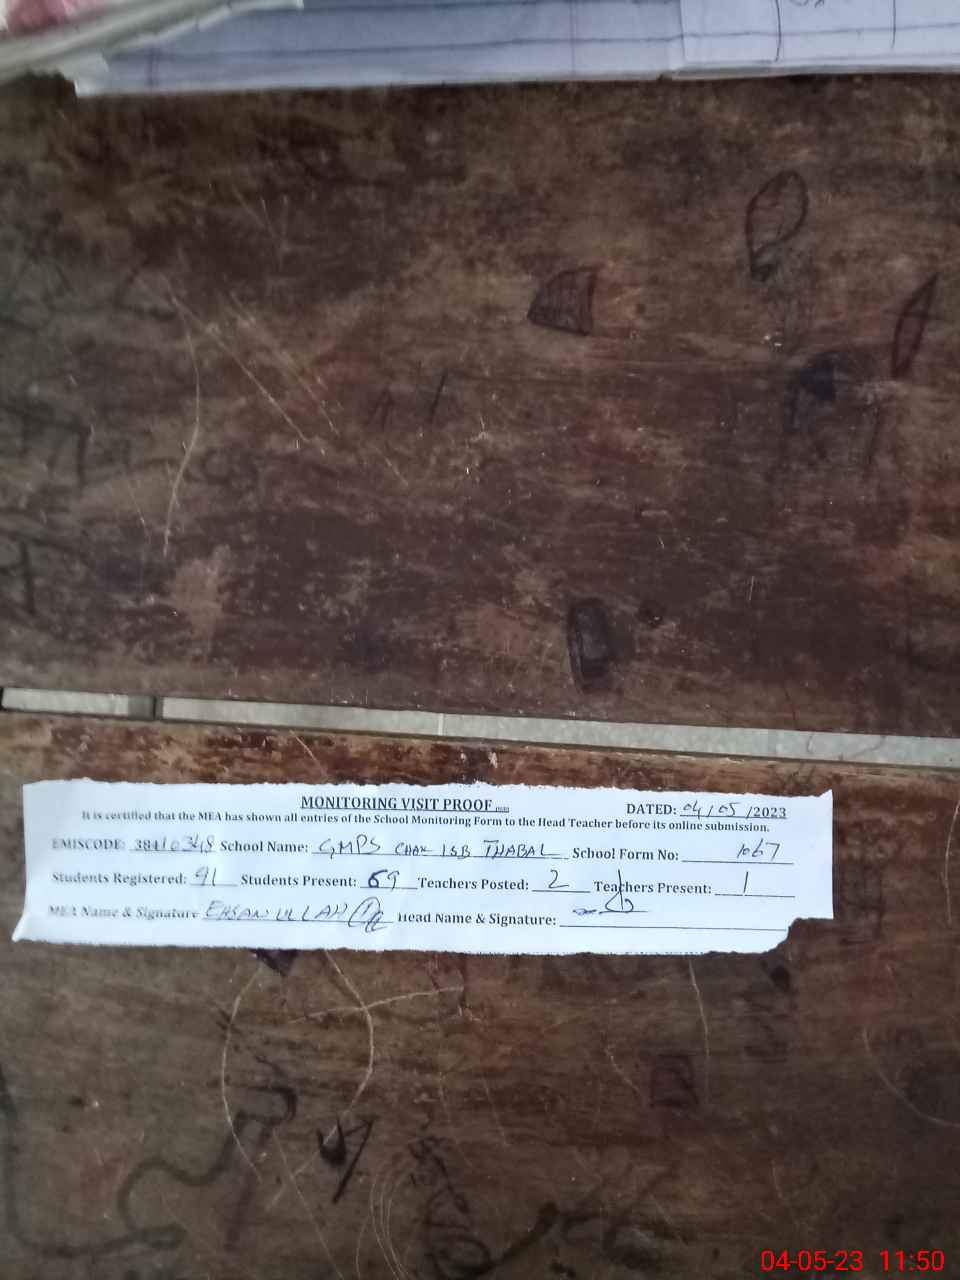 MONITORING VISIT PROOF
DATED: 04/05/2023
It is certified that the MEA has shown all entries of the School Monitoring Form to the Head Teacher before its online submission.
EMISCODE: 38410348 School Name: GMPS CHAK 15B THABAL School Form No: 1067
Students Registered: 91 Students Present: 69 Teachers Posted: 2 Teachers Present: 1
MEA Name & Signature EHSAN ULLAH Head Name & Signature:
04-05-23 11:50